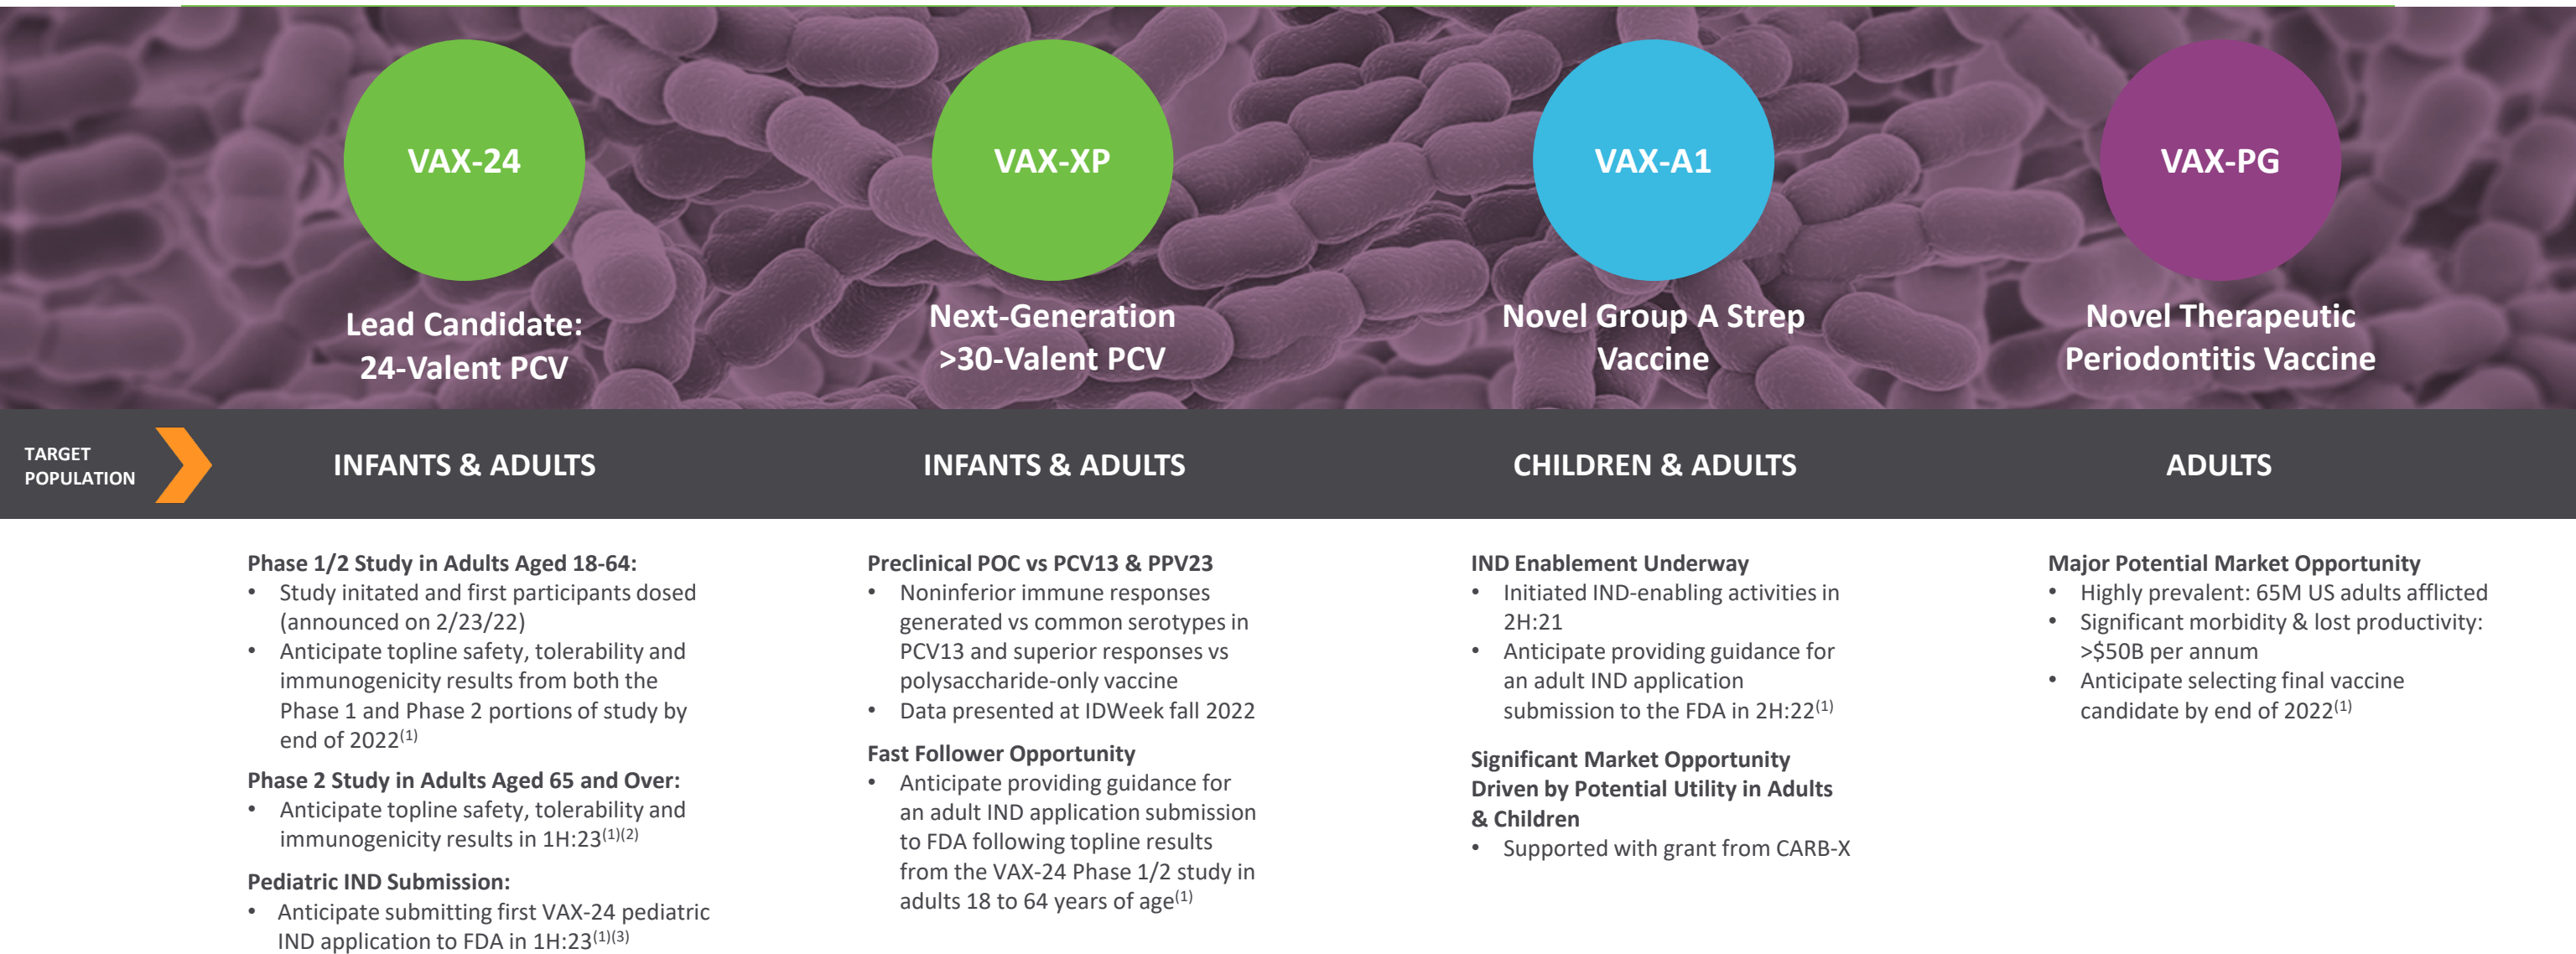 VAX-24
Lead Candidate:
24-Valent PCV
VAX-XP
Next-Generation
>30-Valent PCV
VAX-A1
Novel Group A Strep
Vaccine
VAX-PG
Novel Therapeutic
Periodontitis Vaccine
TARGET
POPULATION
INFANTS & ADULTS
INFANTS & ADULTS
CHILDREN & ADULTS
ADULTS
Phase 1/2 Study in Adults Aged 18-64:
• Study initated and first participants dosed
(announced on 2/23/22)
• Anticipate topline safety, tolerability and
immunogenicity results from both the
Phase 1 and Phase 2 portions of study by
end of 2022(1)
Phase 2 Study in Adults Aged 65 and Over:
• Anticipate topline safety, tolerability and
immunogenicity results in 1H:23(1)(2)
Pediatric IND Submission:
• Anticipate submitting first VAX-24 pediatric
IND application to FDA in 1H:23(1)(3)
Preclinical POC vs PCV13 & PPV23
• Noninferior immune responses
generated vs common serotypes in
PCV13 and superior responses vs
polysaccharide-only vaccine
• Data presented at IDWeek fall 2022
Fast Follower Opportunity
• Anticipate providing guidance for
an adult IND application submission
to FDA following topline results
from the VAX-24 Phase 1/2 study in
adults 18 to 64 years of age(1)
IND Enablement Underway
• Initiated IND-enabling activities in
2H:21
• Anticipate providing guidance for
an adult IND application
submission to the FDA in 2H:22(1)
Significant Market Opportunity
Driven by Potential Utility in Adults
& Children
• Supported with grant from CARB-X
Major Potential Market Opportunity
• Highly prevalent: 65M US adults afflicted
• Significant morbidity & lost productivity:
>$50B per annum
• Anticipate selecting final vaccine
candidate by end of 2022(1)